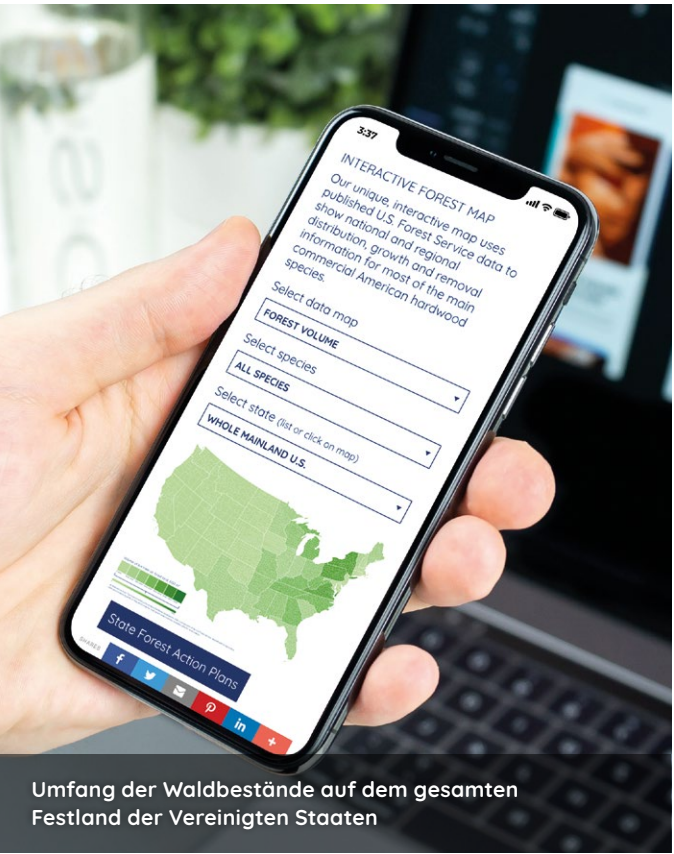 3:37
INTERACTIVE FOREST MAP
Our unique, interactive map uses
published U.S. Forest Service data to
show national and regional
distribution, growth and removal
information for most of the main
commercial American hardwood
species.
Select data map
FOREST VOLUME
Select species
ALL SPECIES
Select state (list or click on map)
WHOLE MAINLAND U.S.
State Forest Action Plans
SHARES
Umfang der Waldbestände auf dem gesamten
Festland der Vereinigten Staaten